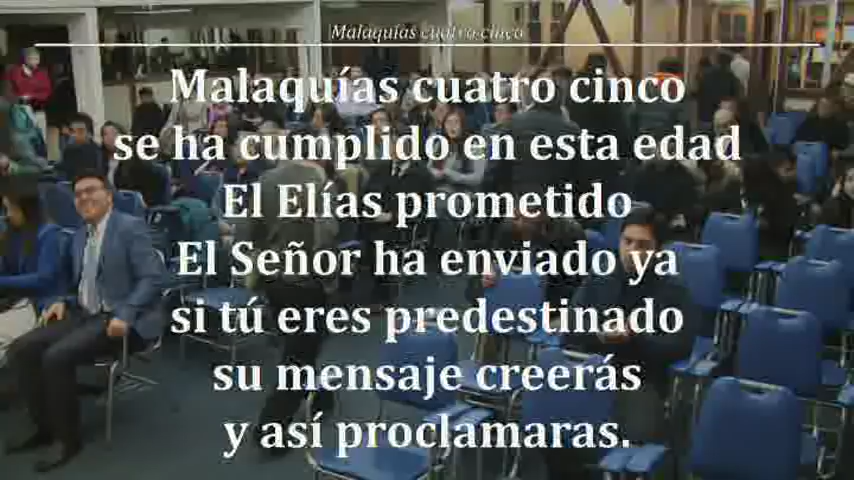 Malaquías cuatro cinco
Malaquías cuatro cinco
se ha cumplido en esta edad
El Elías prometido
El Señor ha enviado ya
si tú eres predestinado
su mensaje creerás
y así proclamaras.